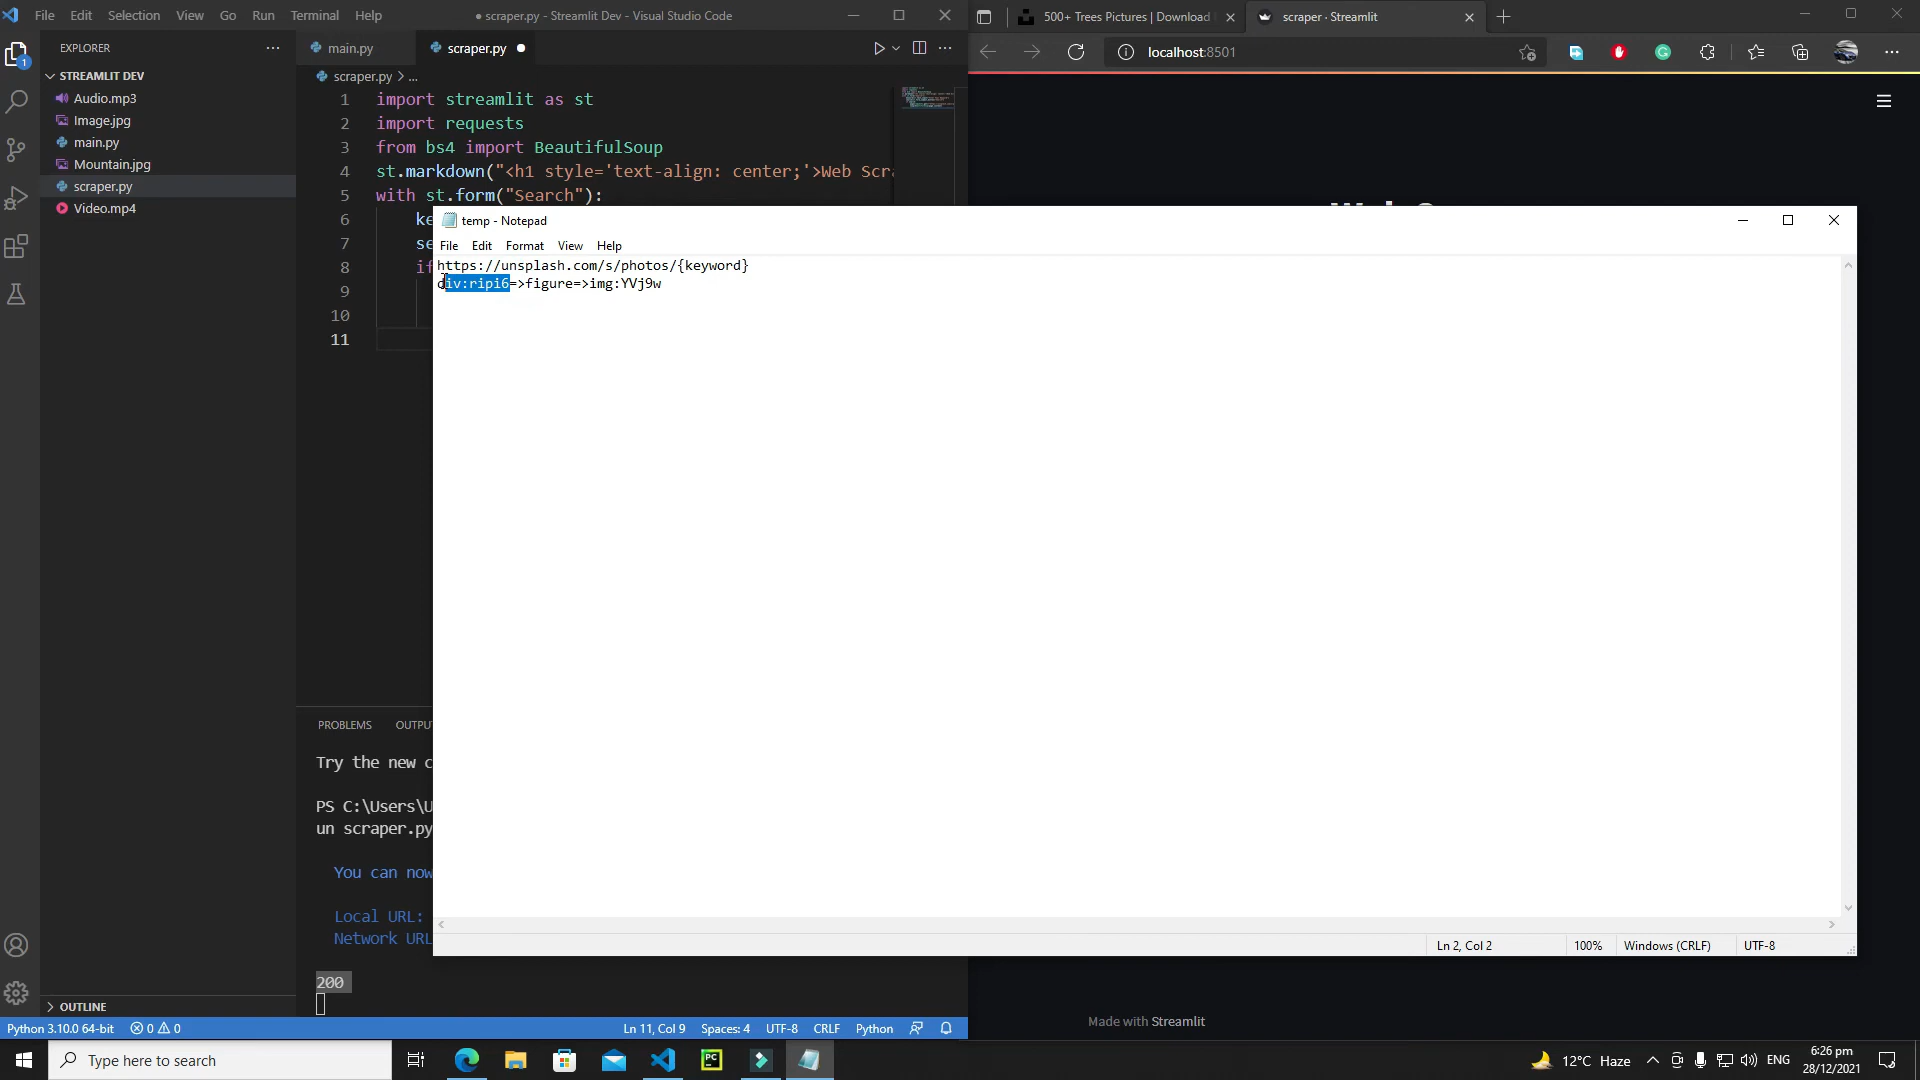 File Edit Selection View Go Run Terminal Help
● scraper.py - Streamlit Dev - Visual Studio Code
500+ Trees Pictures | Download
scraper · Streamlit
localhost:8501
EXPLORER
STREAMLIT DEV
Audio.mp3
Image.jpg
main.py
Mountain.jpg
scraper.py
Video.mp4
OUTLINE
main.py
scraper.py
scraper.py > ...
1 import streamlit as st
2 import requests
3 from bs4 import BeautifulSoup
4 st.markdown("<h1 style='text-align: center;'>Web Scra
5 with st.form("Search"):
6 ke
7 se
8 if
9
10
11
temp - Notepad
File Edit Format View Help
https://unsplash.com/s/photos/{keyword}
div:ripi6=>figure=>img:YVj9w
Ln 2, Col 2 100% Windows (CRLF) UTF-8
PROBLEMS OUTPU
Try the new c
PS C:\Users\U
un scraper.py
You can now
Local URL:
Network URL
200
Made with Streamlit
Python 3.10.0 64-bit 0 0 Ln 11, Col 9 Spaces: 4 UTF-8 CRLF Python
Type here to search
12°C Haze
ENG
6:26 pm
28/12/2021